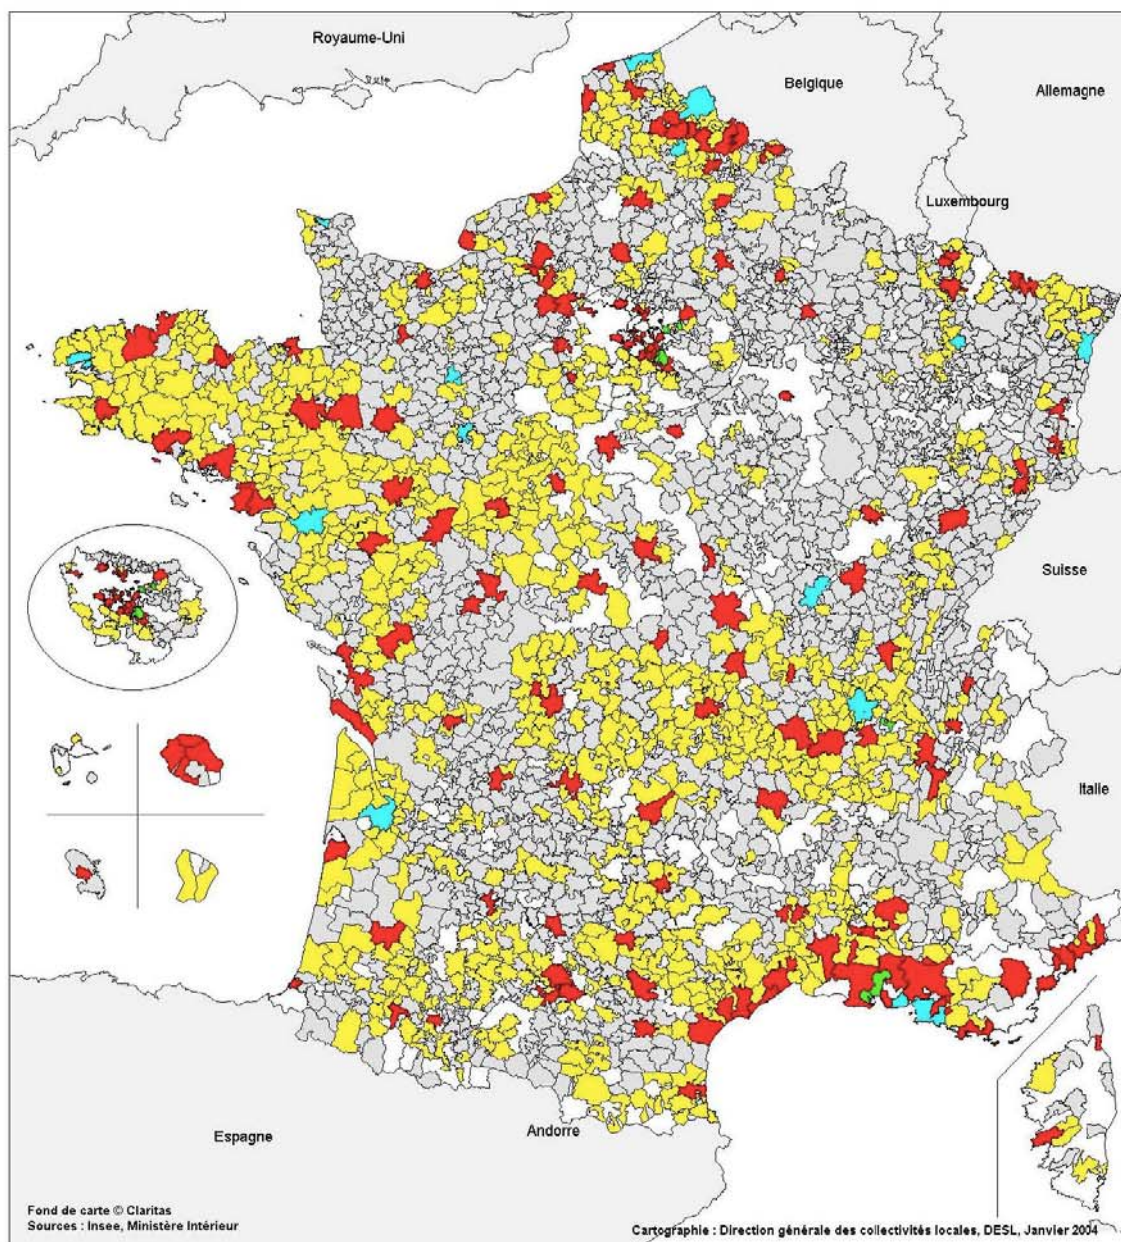 Royaume-Uni
Belgique
Allemagne
Luxembourg
Suisse
Italie
Espagne
Andorre
Fond de carte © Claritas
Sources : Insee, Ministère Intérieur
Cartographie : Direction générale des collectivités locales, DESL, Janvier 2004